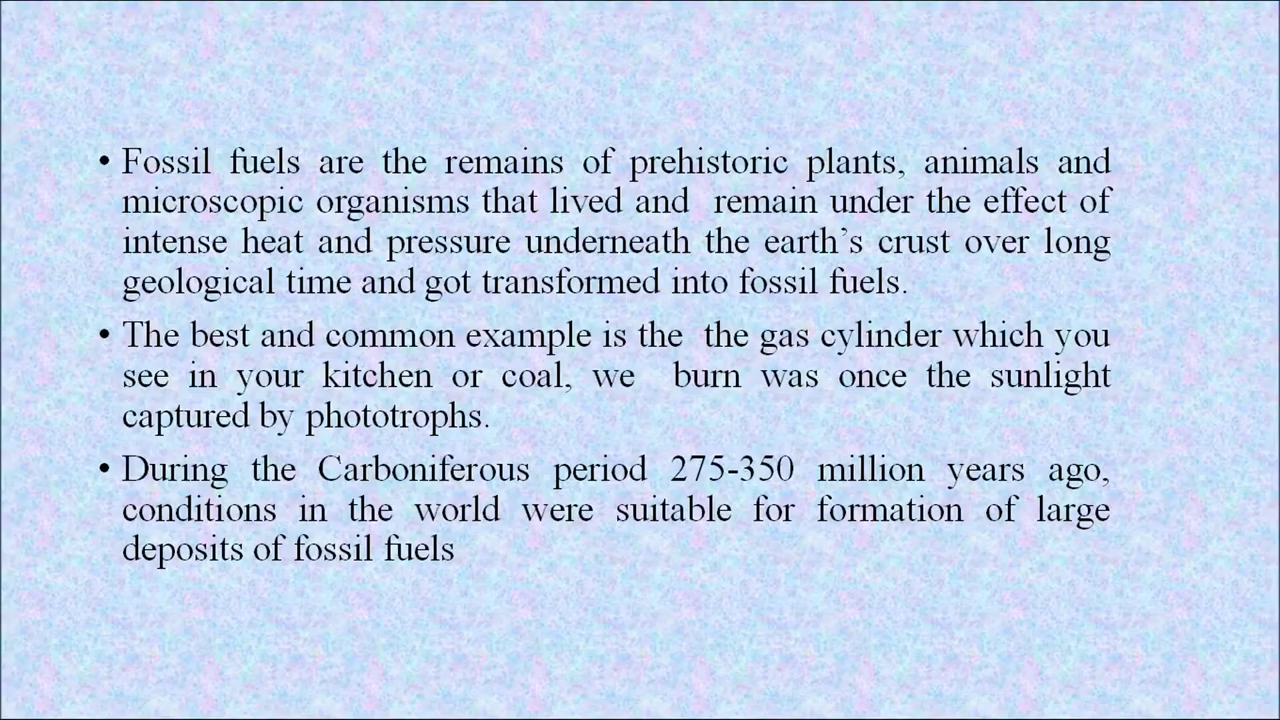 • Fossil fuels are the remains of prehistoric plants, animals and
microscopic organisms that lived and  remain under the effect of
intense heat and pressure underneath the earth’s crust over long
geological time and got transformed into fossil fuels.
• The best and common example is the  the gas cylinder which you
see in your kitchen or coal, we  burn was once the sunlight
captured by phototrophs.
• During the Carboniferous period 275-350 million years ago,
conditions in the world were suitable for formation of large
deposits of fossil fuels